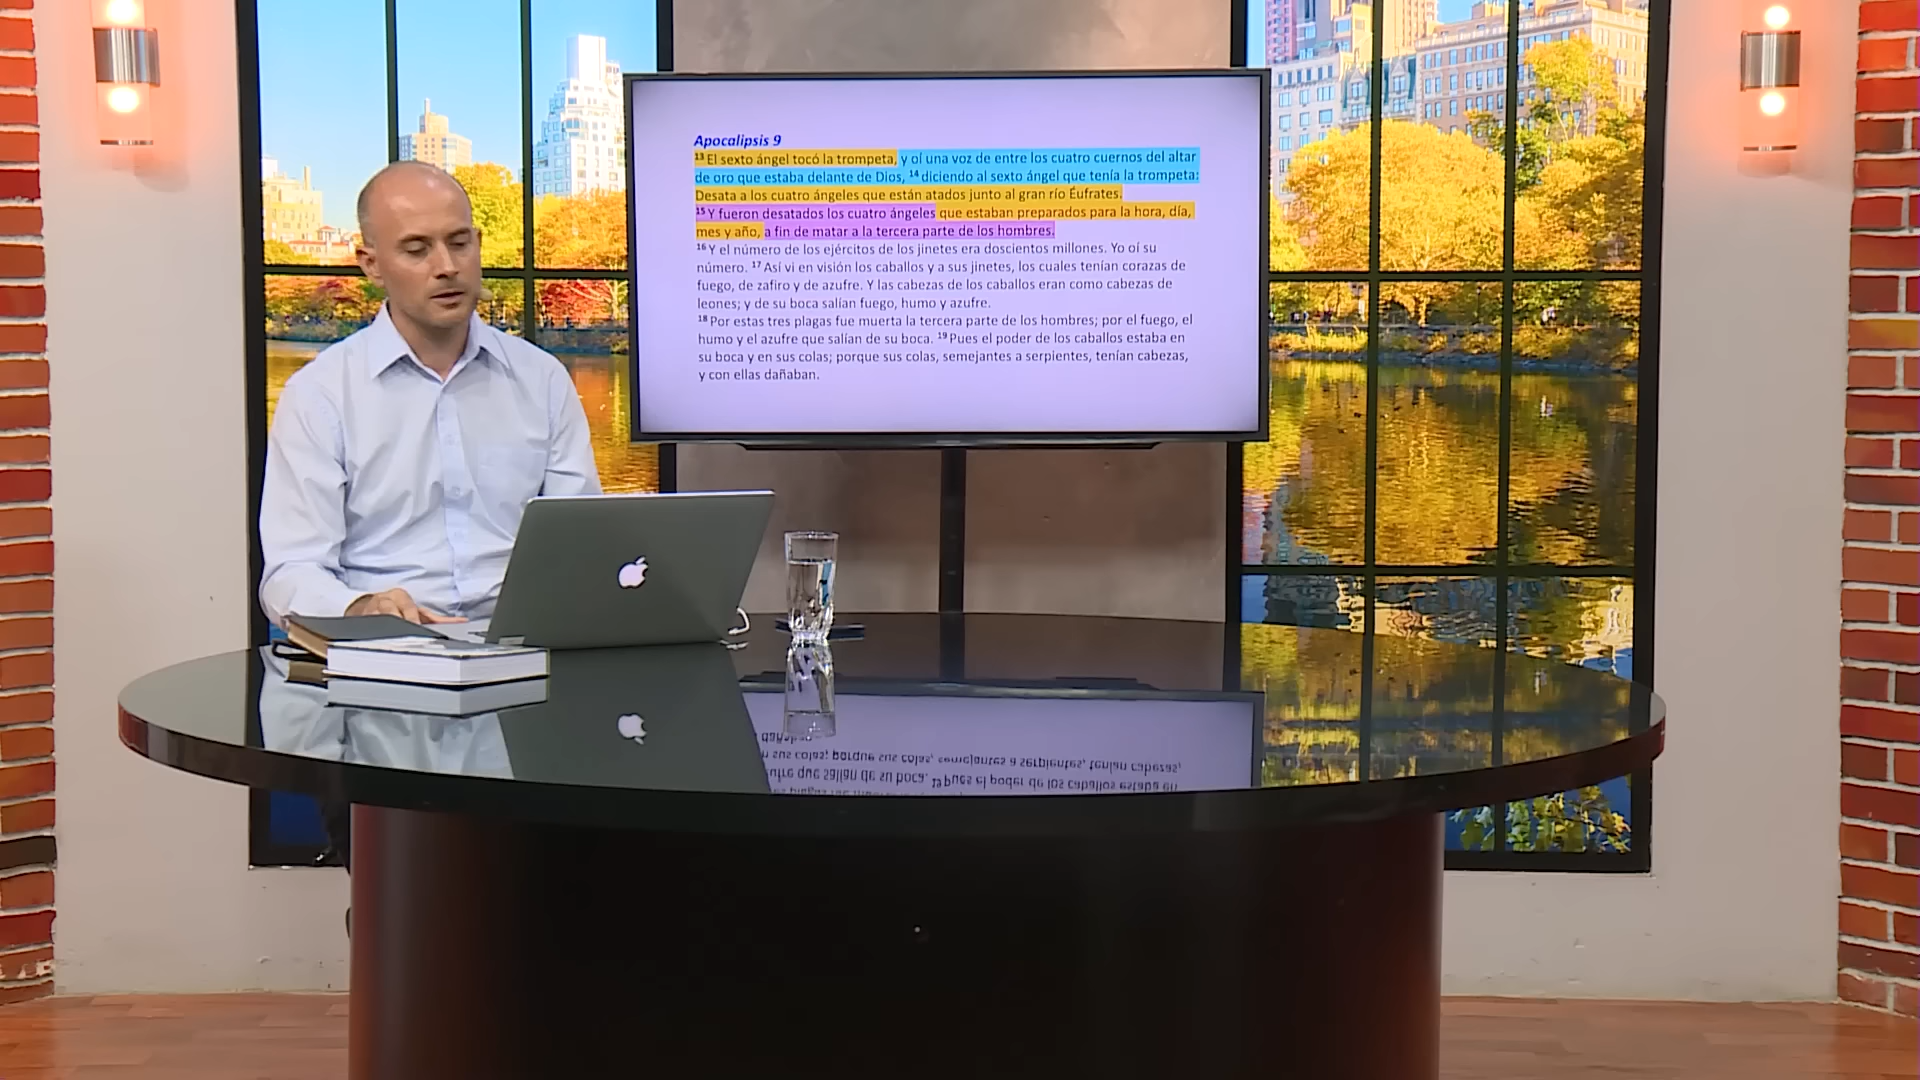 Apocalipsis 9
13 El sexto ángel tocó la trompeta, y oí una voz de entre los cuatro cuernos del altar
de oro que estaba delante de Dios, 14 diciendo al sexto ángel que tenía la trompeta:
Desata a los cuatro ángeles que están atados junto al gran río Éufrates.
15 Y fueron desatados los cuatro ángeles que estaban preparados para la hora, día,
mes y año, a fin de matar a la tercera parte de los hombres.
16 Y el número de los ejércitos de los jinetes era doscientos millones. Yo oí su
número. 17 Así vi en visión los caballos y a sus jinetes, los cuales tenían corazas de
fuego, de zafiro y de azufre. Y las cabezas de los caballos eran como cabezas de
leones; y de su boca salían fuego, humo y azufre.
18 Por estas tres plagas fue muerta la tercera parte de los hombres; por el fuego, el
humo y el azufre que salían de su boca. 19 Pues el poder de los caballos estaba en
su boca y en sus colas; porque sus colas, semejantes a serpientes, tenían cabezas,
y con ellas dañaban.